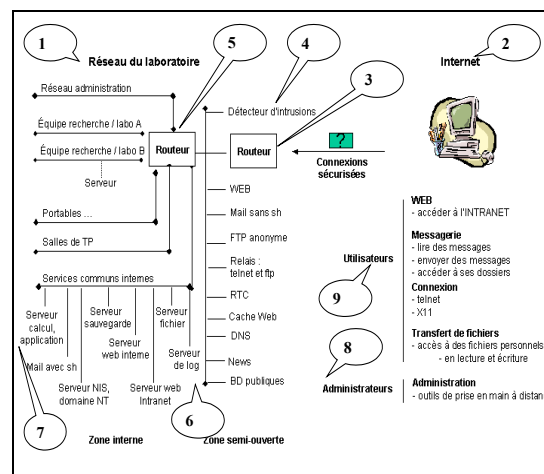 1
5
4
2
Réseau du laboratoire
Internet
3
Réseau administration
Détecteur d'intrusions
Équipe recherche / labo A
Équipe recherche / labo B
Routeur
Routeur
?
Connexions
sécurisées
Serveur
Portables ...
Salles de TP
Services communs internes
Serveur
calcul,
application
Serveur
sauvegarde
Serveur
fichier
Serveur
web interne
Serveur
de log
Mail avec sh
Serveur NIS,
domaine NT
Serveur web
Intranet
WEB
Mail sans sh
FTP anonyme
Relais :
telnet et ftp
RTC
Cache Web
DNS
News
BD publiques
WEB
- accéder à l'INTRANET
Messagerie
- lire des messages
- envoyer des messages
- accéder à ses dossiers
Utilisateurs
Connexion
- telnet
- X11
9
Transfert de fichiers
- accès à des fichiers personnels
- en lecture et écriture
8
Administrateurs
Administration
- outils de prise en main à distan
7
6
Zone interne
Zone semi-ouverte